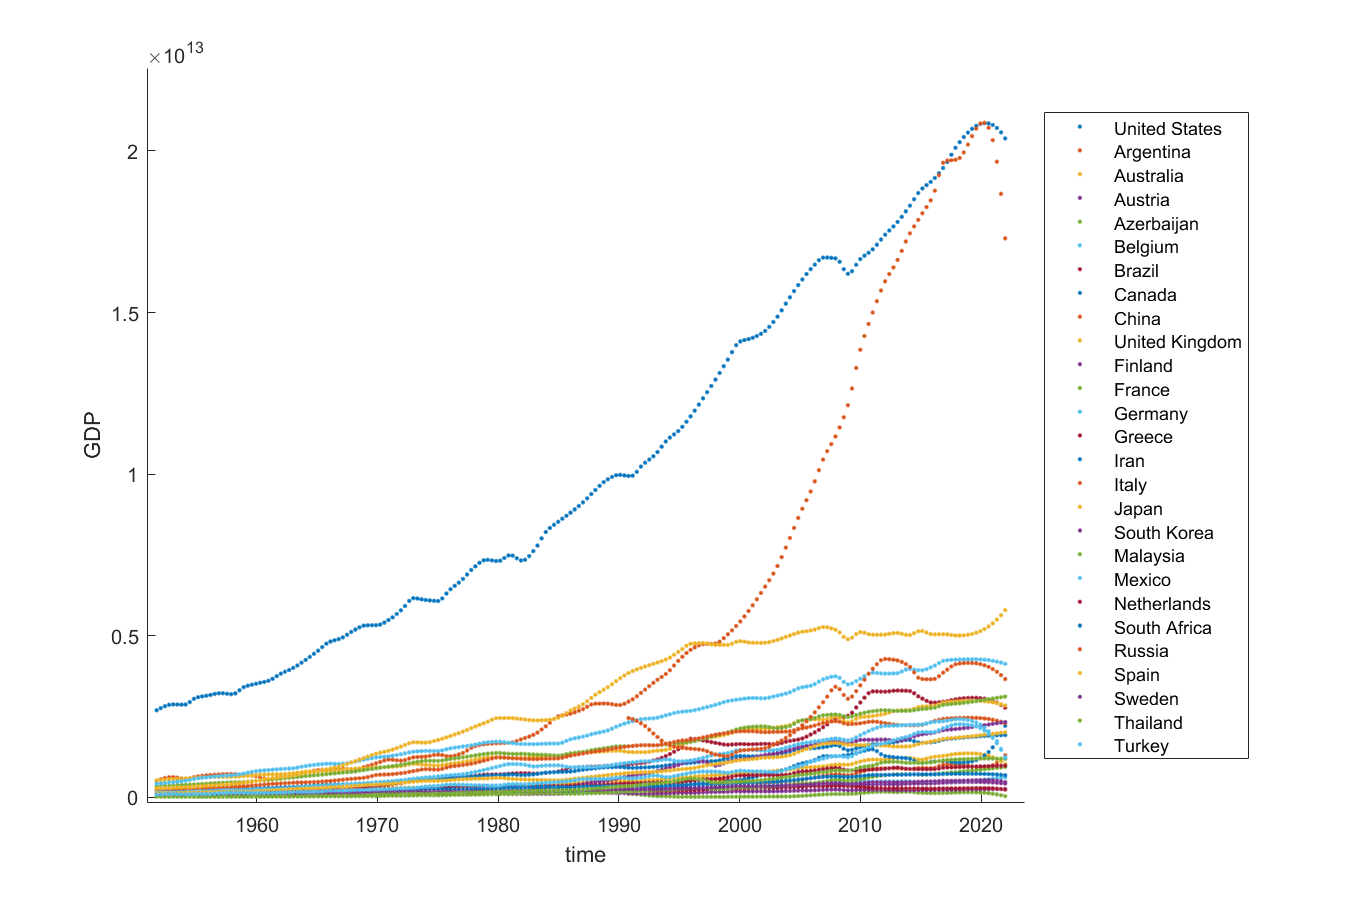 ×10^13
2
1.5
1
0.5
0
GDP
1960 1970 1980 1990 2000 2010 2020
time
United States
Argentina
Australia
Austria
Azerbaijan
Belgium
Brazil
Canada
China
United Kingdom
Finland
France
Germany
Greece
Iran
Italy
Japan
South Korea
Malaysia
Mexico
Netherlands
South Africa
Russia
Spain
Sweden
Thailand
Turkey